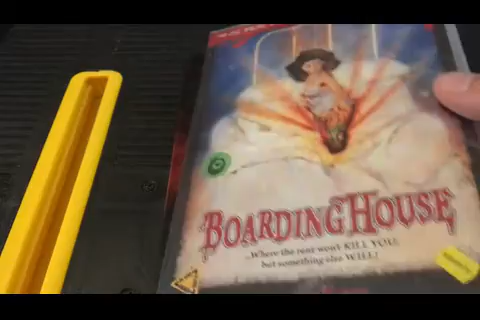 BOARDINGHOUSE
...Where the rent won't KILL YOU,
but something else WILL!